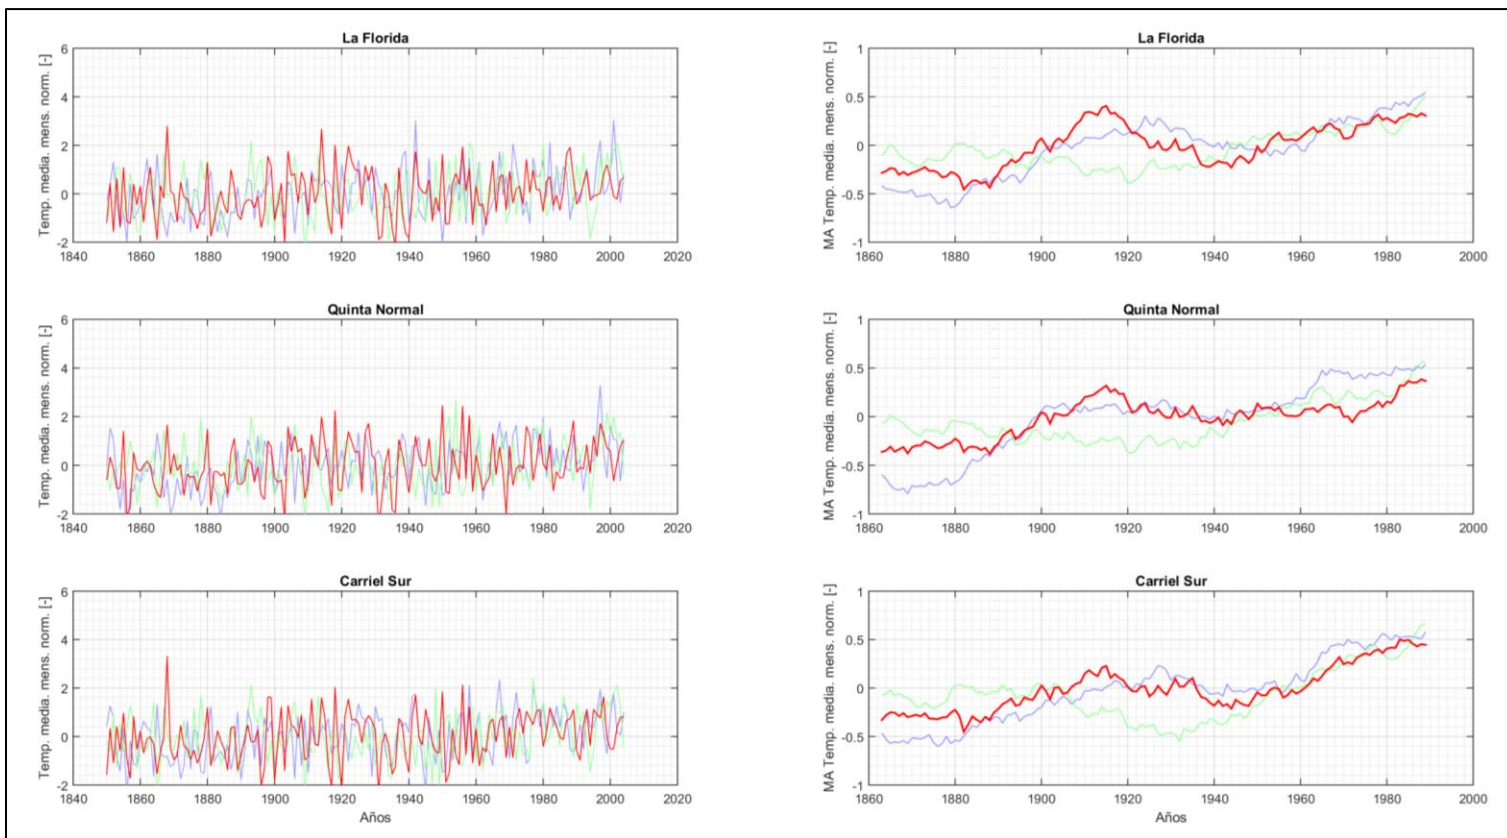 La Florida
Temp. media. mens. norm. [-]
6
4
2
0
-2
1840 1860 1880 1900 1920 1940 1960 1980 2000 2020
La Florida
MA Temp. media. mens. norm. [-]
1
0.5
0
-0.5
-1
1860 1880 1900 1920 1940 1960 1980 2000
Quinta Normal
Temp. media. mens. norm. [-]
6
4
2
0
-2
1840 1860 1880 1900 1920 1940 1960 1980 2000 2020
Quinta Normal
MA Temp. media. mens. norm. [-]
1
0.5
0
-0.5
-1
1860 1880 1900 1920 1940 1960 1980 2000
Carriel Sur
Temp. media. mens. norm. [-]
6
4
2
0
-2
1840 1860 1880 1900 1920 1940 1960 1980 2000 2020
Años
Carriel Sur
MA Temp. media. mens. norm. [-]
1
0.5
0
-0.5
-1
1860 1880 1900 1920 1940 1960 1980 2000
Años